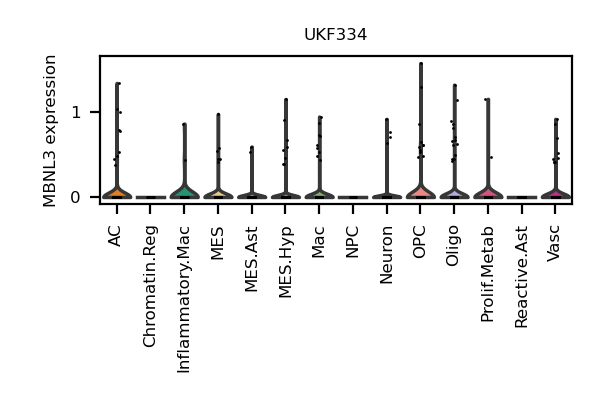 UKF334
MBNL3 expression
1
0
AC
Chromatin.Reg
Inflammatory.Mac
MES
MES.Ast
MES.Hyp
Mac
NPC
Neuron
OPC
Oligo
Prolif.Metab
Reactive.Ast
Vasc